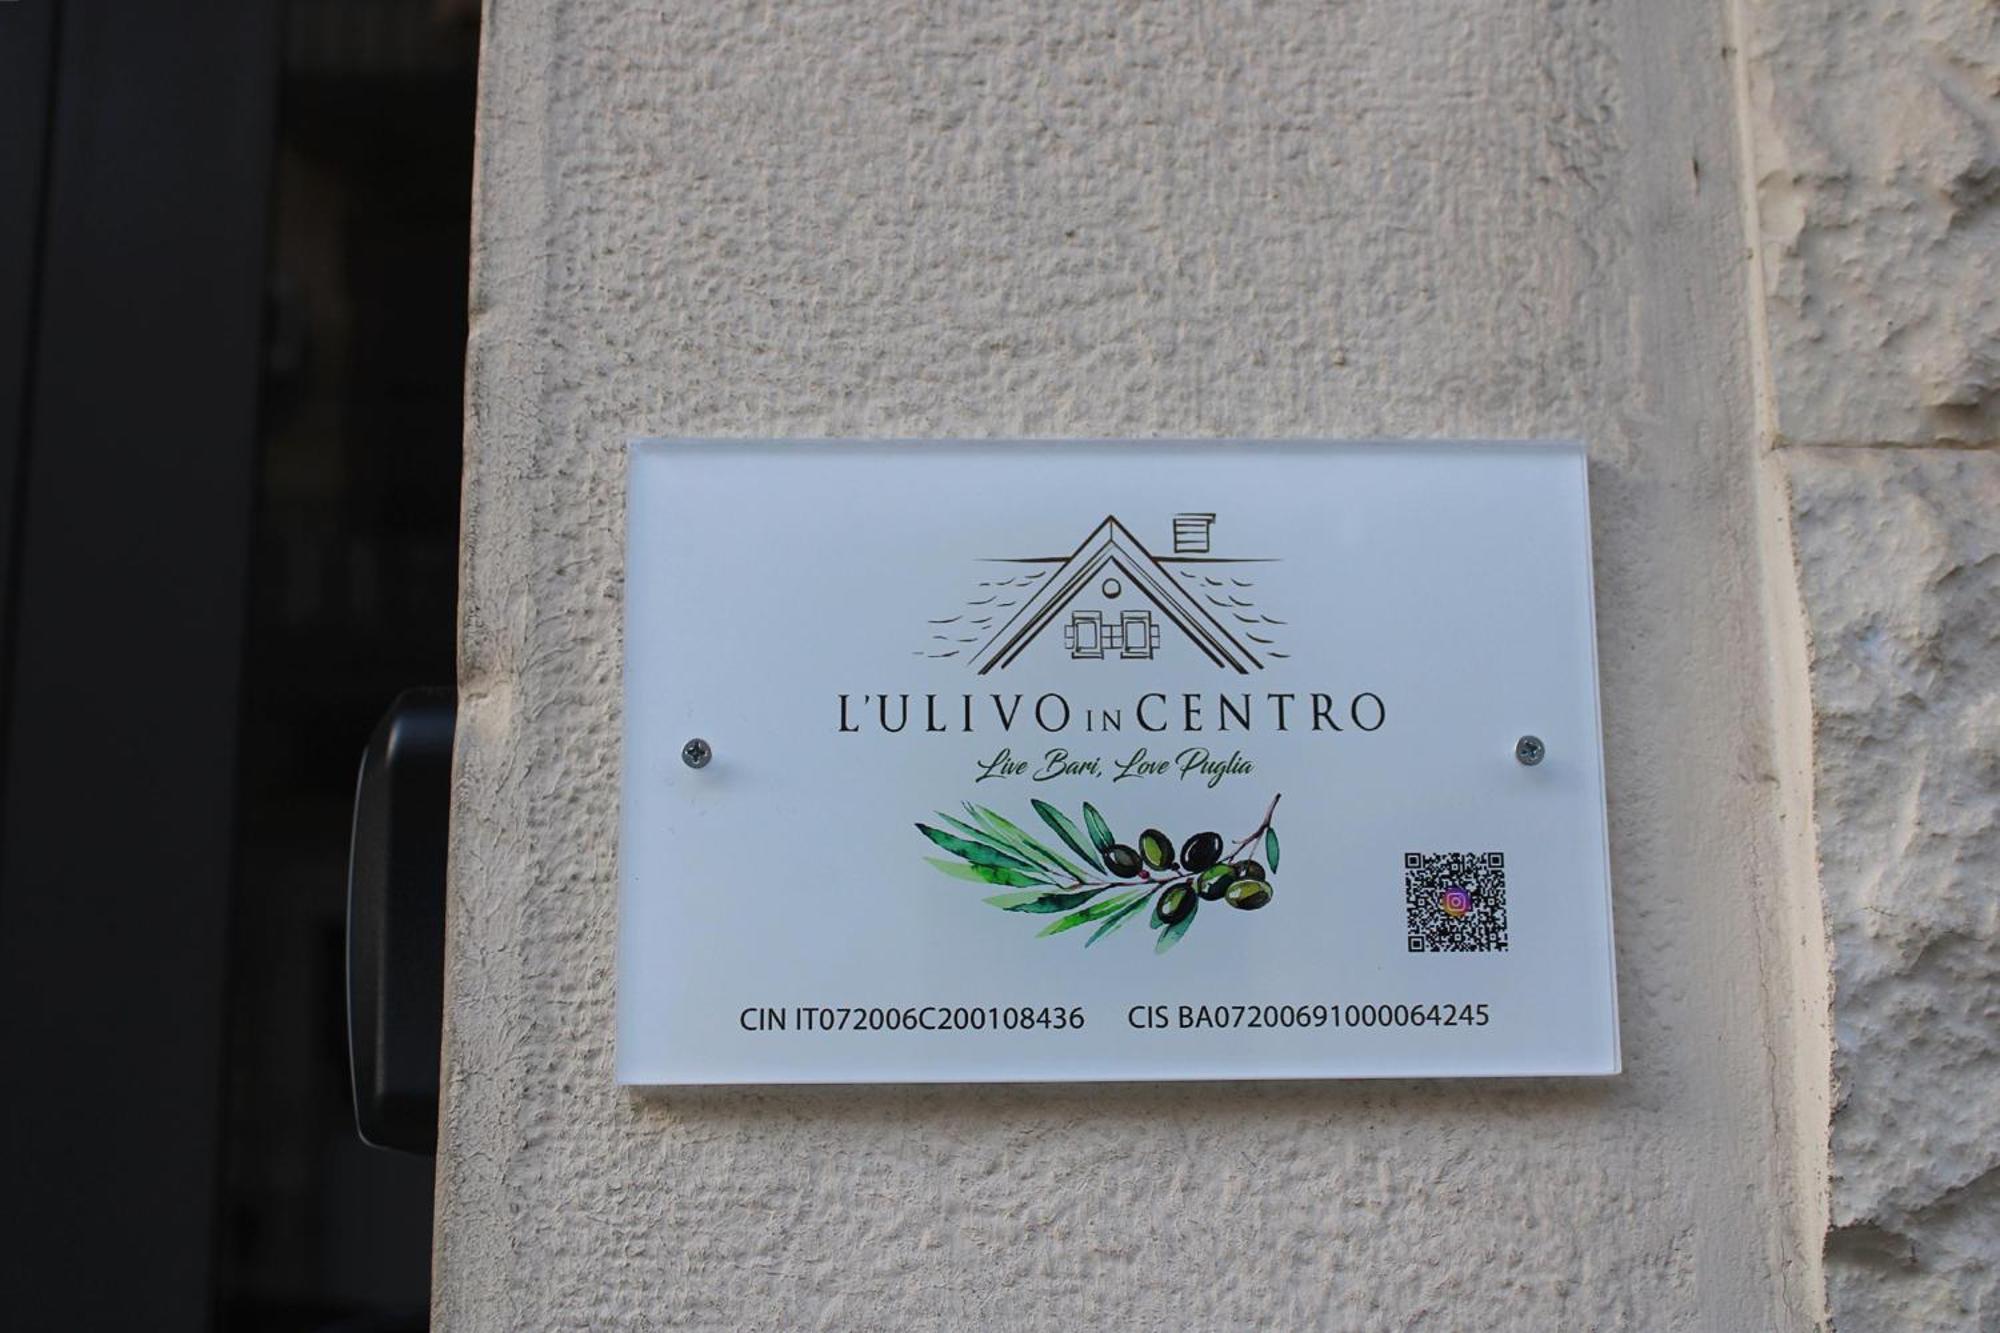 L'ULIVO IN CENTRO
Live Bari, Love Puglia
CIN IT072006C200108436 CIS BA07200691000064245